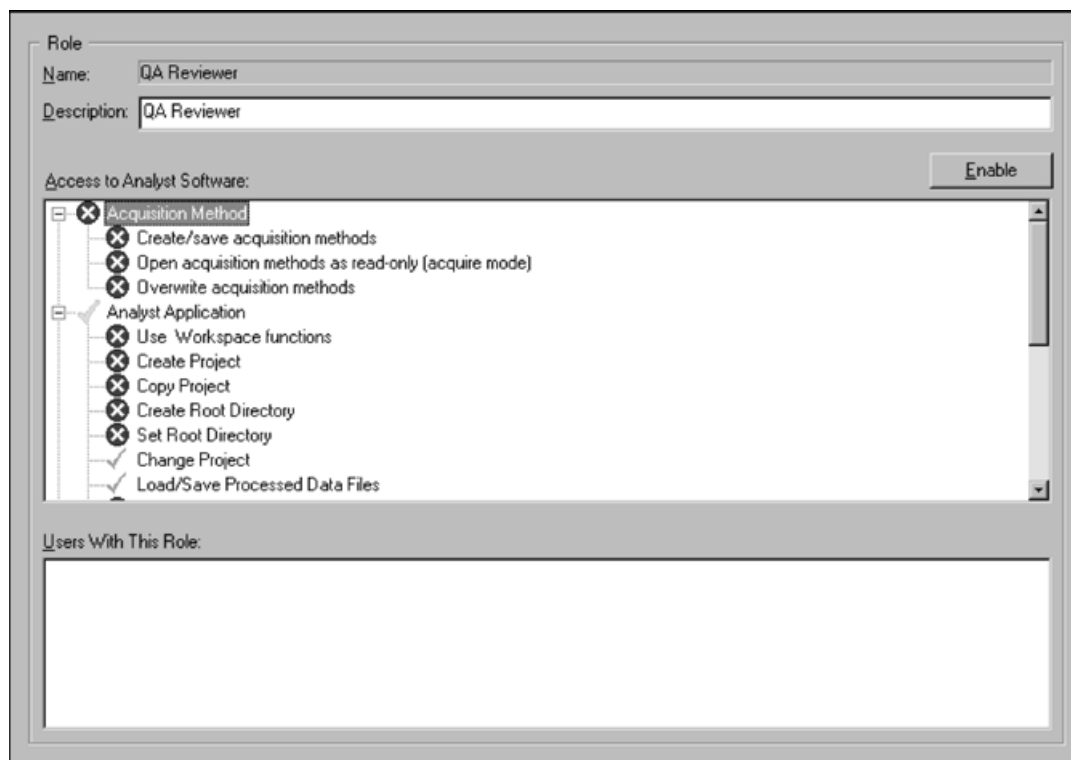 Role
Name: QA Reviewer
Description: QA Reviewer
Enable
Access to Analyst Software:
Acquisition Method
Create/save acquisition methods
Open acquisition methods as read-only (acquire mode)
Overwrite acquisition methods
Analyst Application
Use Workspace functions
Create Project
Copy Project
Create Root Directory
Set Root Directory
Change Project
Load/Save Processed Data Files
Users With This Role: